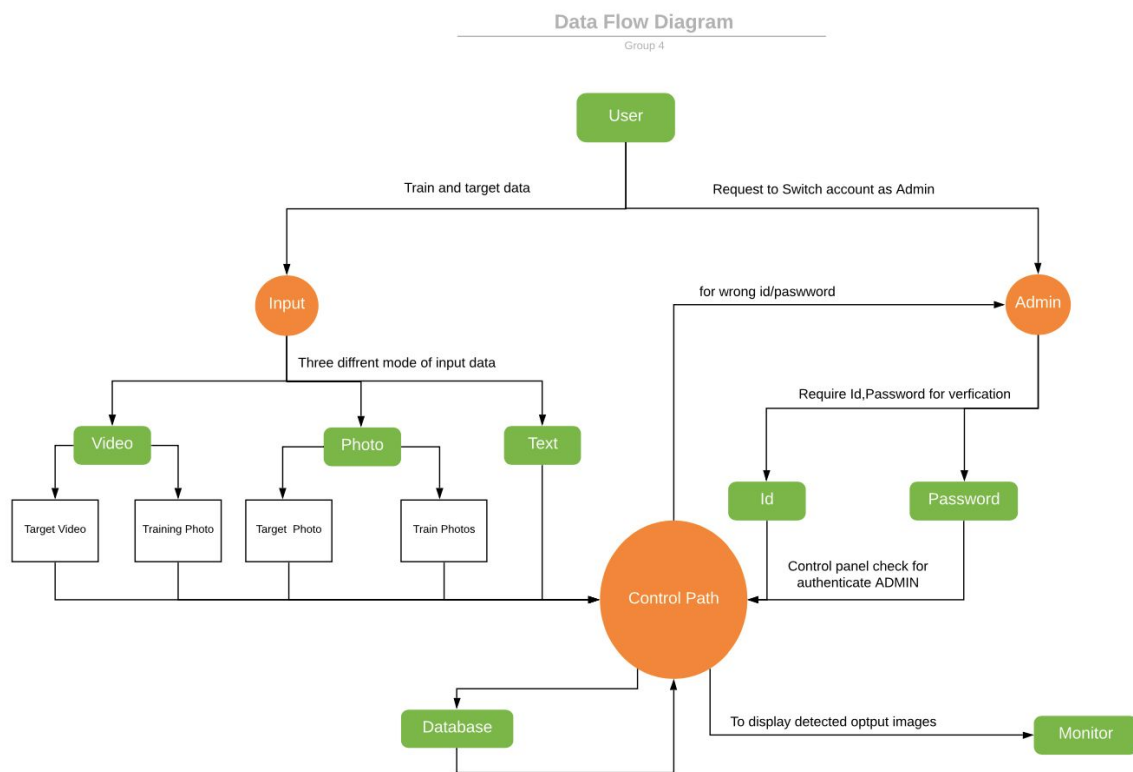 Data Flow Diagram
Group 4
User
Train and target data
Request to Switch account as Admin
Input
for wrong id/paswword
Admin
Three diffrent mode of input data
Require Id,Password for verfication
Video
Photo
Text
Id
Password
Target Video
Training Photo
Target Photo
Train Photos
Control panel check for
authenticate ADMIN
Control Path
Database
To display detected optput images
Monitor